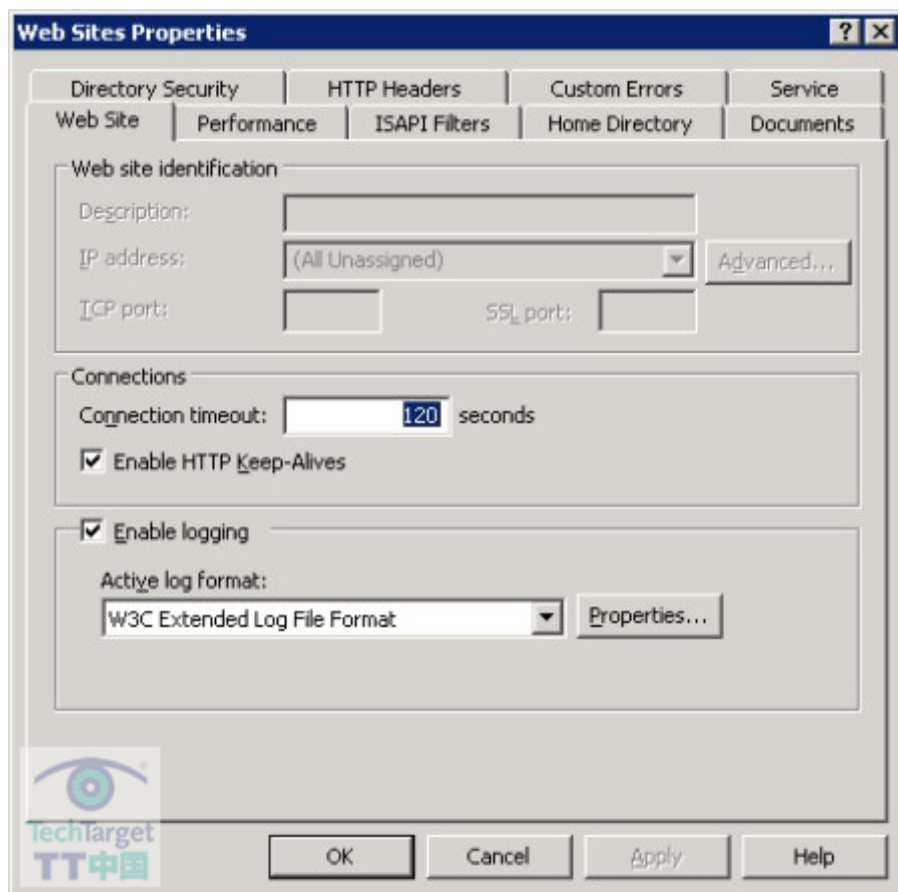 Web Sites Properties
Directory Security HTTP Headers Custom Errors Service
Web Site Performance ISAPI Filters Home Directory Documents
Web site identification
Description:
IP address: (All Unassigned) Advanced...
TCP port: SSL port:
Connections
Connection timeout: 120 seconds
Enable HTTP Keep-Alives
Enable logging
Active log format:
W3C Extended Log File Format Properties...
TechTarget
TT中国
OK Cancel Apply Help